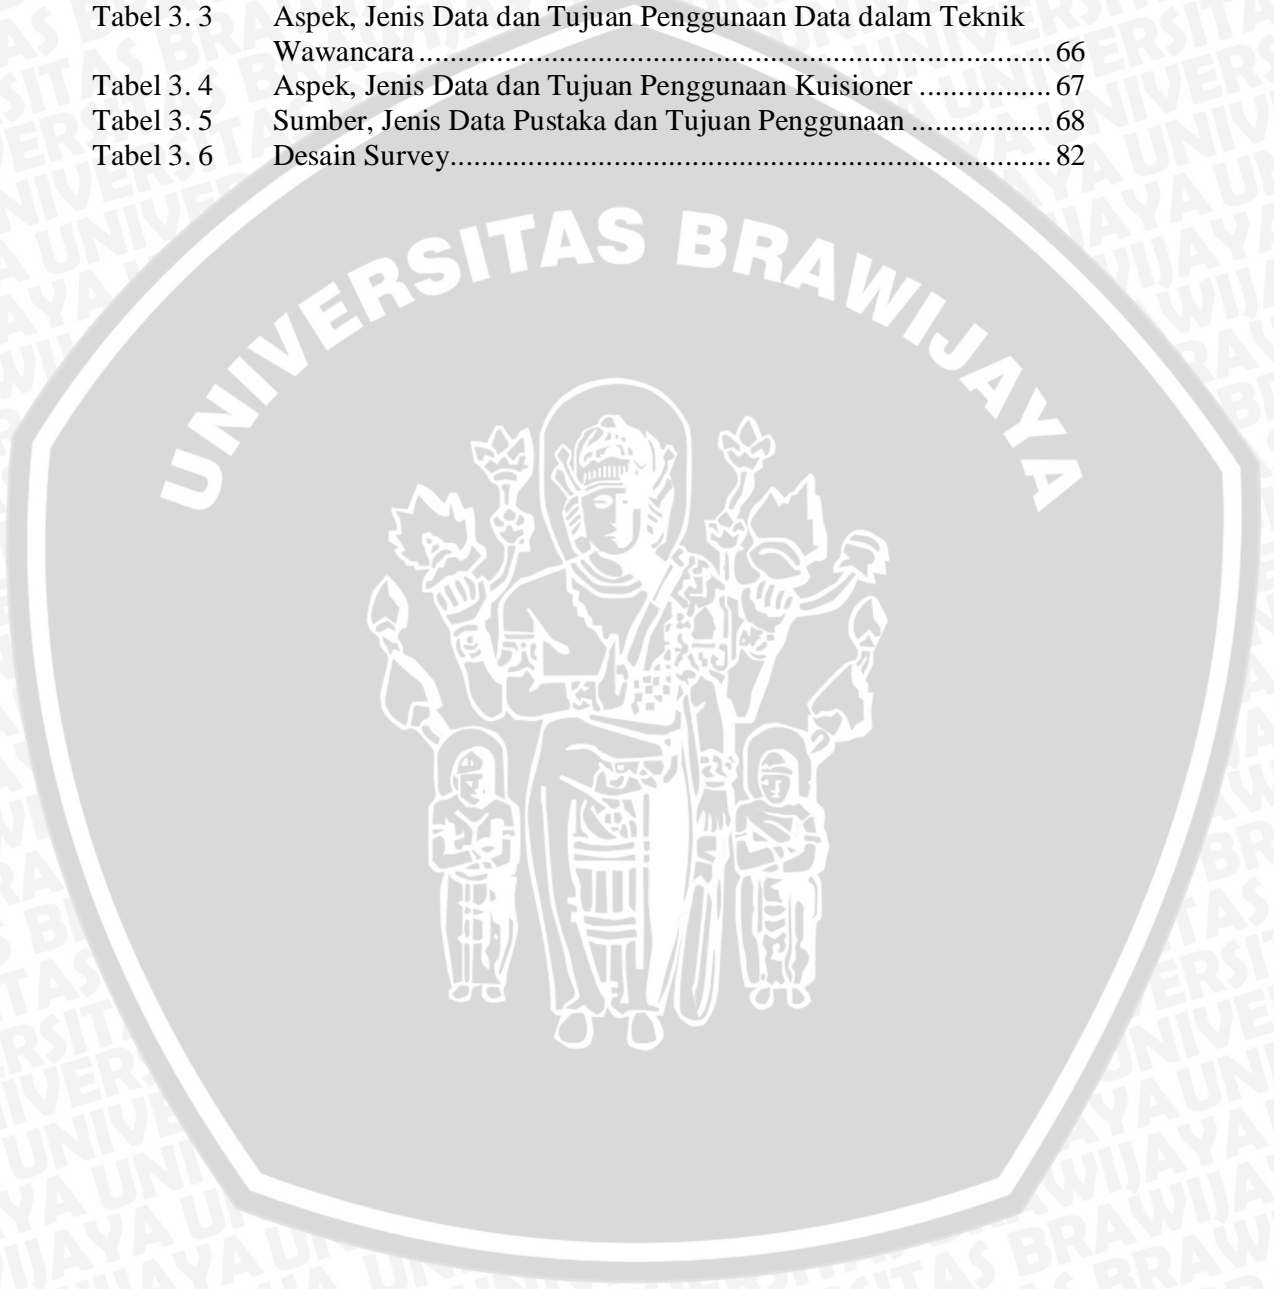 Tabel 3. 3 Aspek, Jenis Data dan Tujuan Penggunaan Data dalam Teknik
Wawancara ..................................................................... 66
Tabel 3. 4 Aspek, Jenis Data dan Tujuan Penggunaan Kuisioner ............... 67
Tabel 3. 5 Sumber, Jenis Data Pustaka dan Tujuan Penggunaan ................ 68
Tabel 3. 6 Desain Survey................................................................. 82
UNIVERSITAS BRAWIJAYA